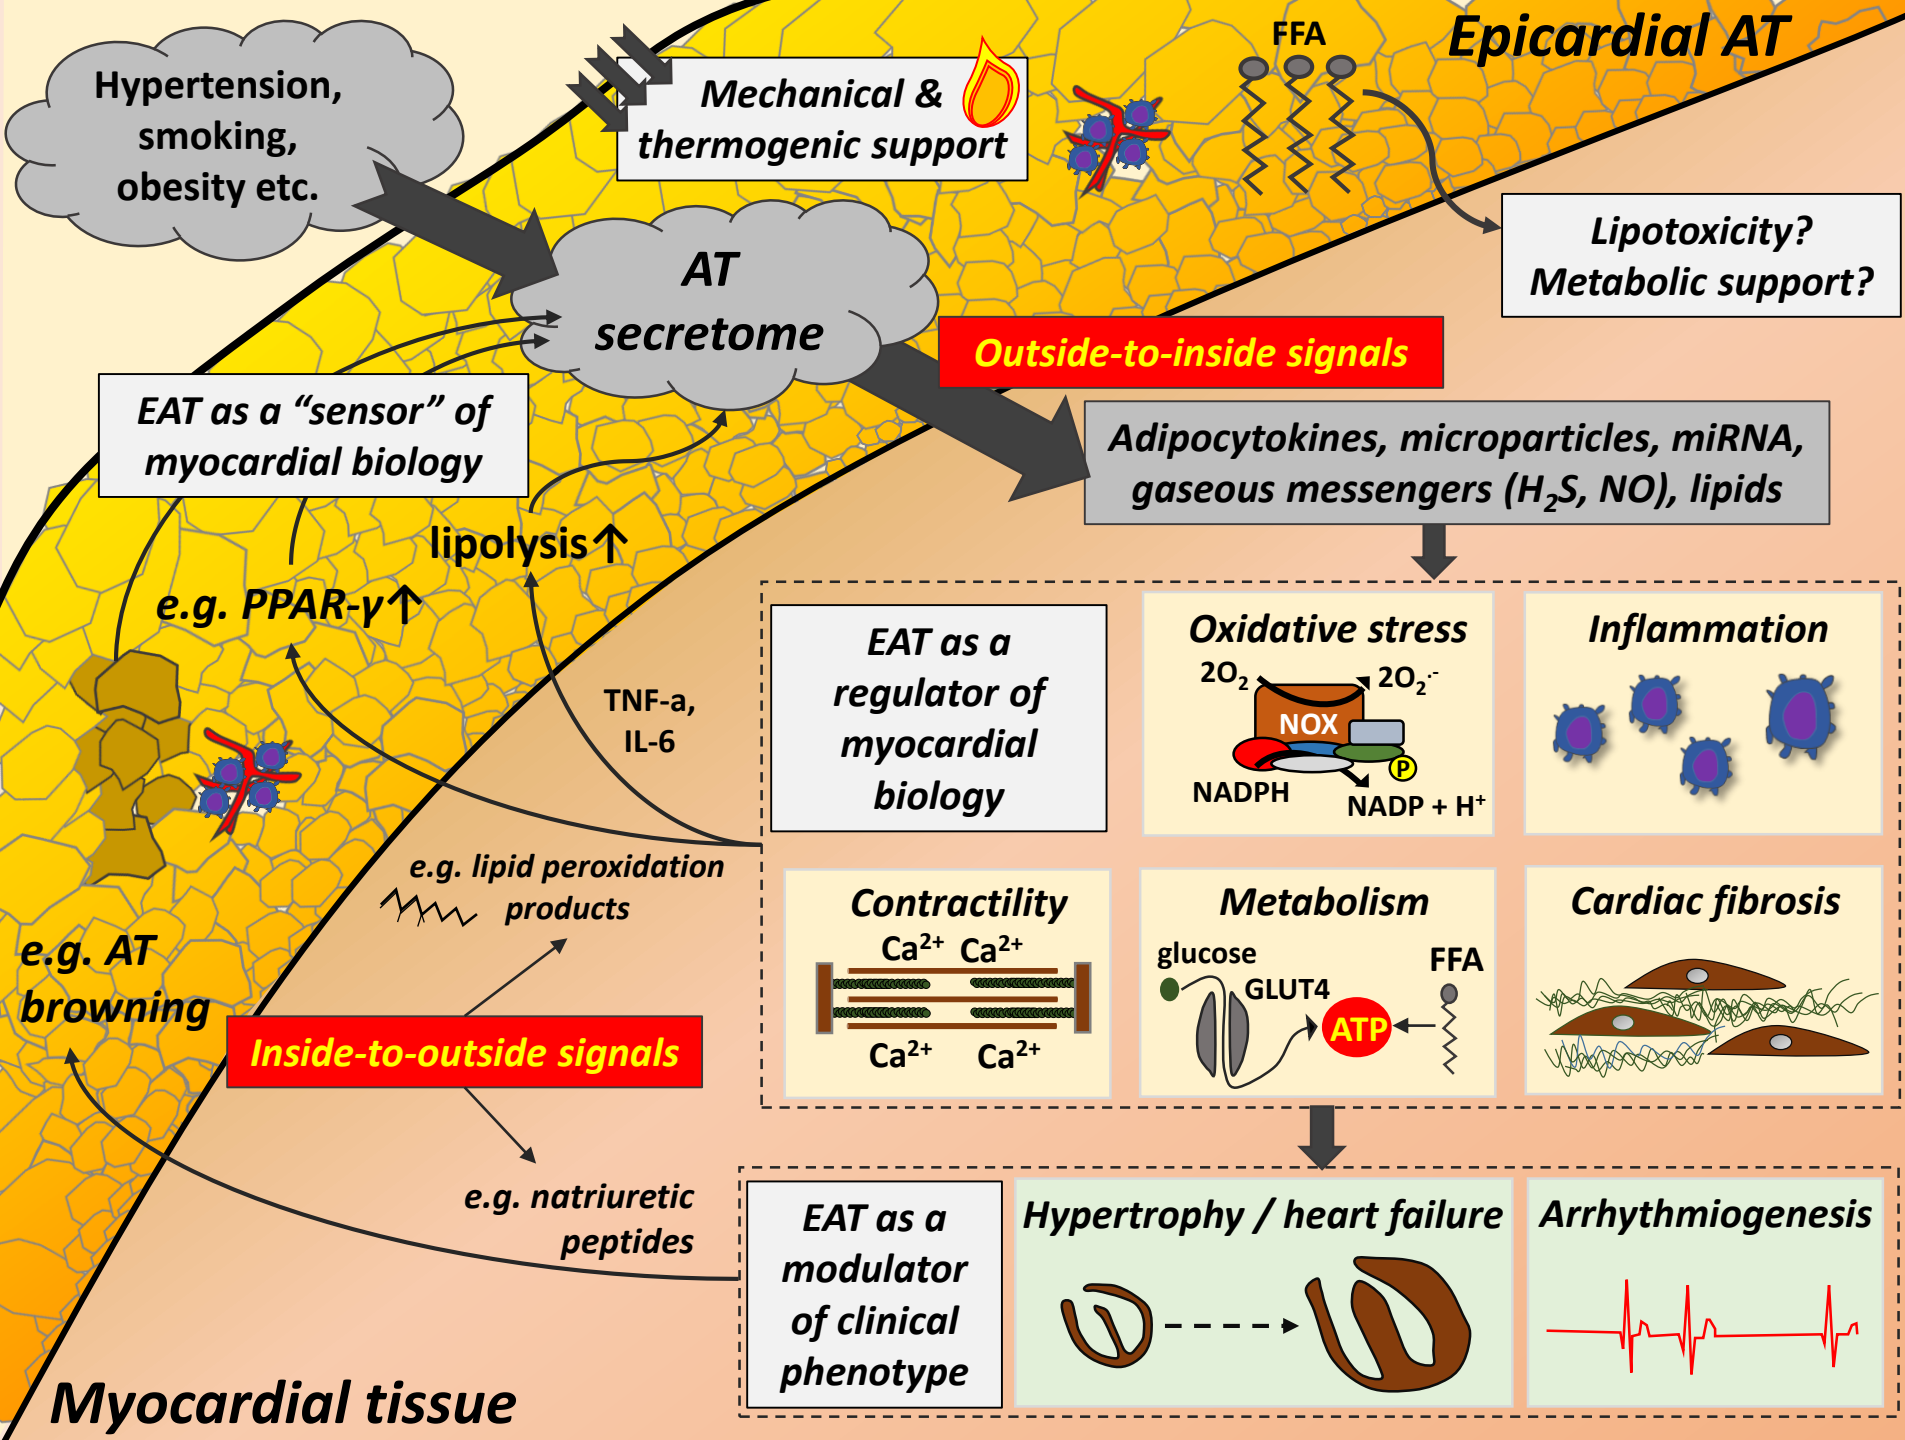 Epicardial AT
FFA
Hypertension,
smoking,
obesity etc.
Mechanical &
thermogenic support
Lipotoxicity?
Metabolic support?
AT
secretome
Outside-to-inside signals
EAT as a “sensor” of
myocardial biology
Adipocytokines, microparticles, miRNA,
gaseous messengers (H₂S, NO), lipids
lipolysis↑
e.g. PPAR-γ↑
TNF-a,
IL-6
EAT as a
regulator of
myocardial
biology
Oxidative stress
2O₂
2O₂·⁻
NOX
P
NADPH
NADP + H⁺
Inflammation
e.g. lipid peroxidation
products
Contractility
Ca²⁺ Ca²⁺
Ca²⁺ Ca²⁺
Metabolism
glucose
FFA
GLUT4
ATP
Cardiac fibrosis
e.g. AT
browning
Inside-to-outside signals
e.g. natriuretic
peptides
EAT as a
modulator
of clinical
phenotype
Hypertrophy / heart failure
Arrhythmiogenesis
Myocardial tissue